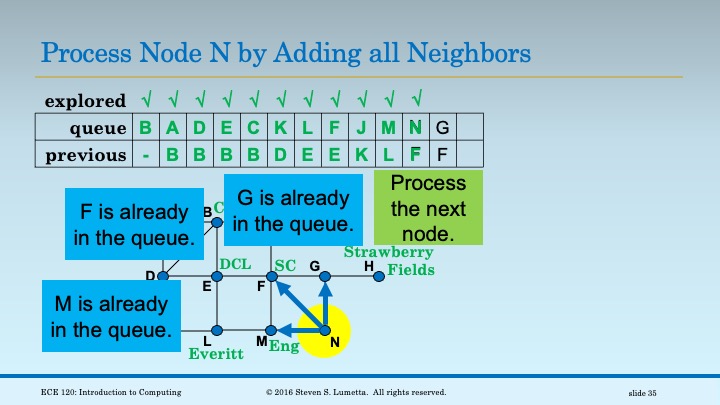 Process Node N by Adding all Neighbors
explored √ √ √ √ √ √ √ √ √ √ √
queue B A D E C K L F J M N G
previous - B B B B D E E K L F F
F is already
in the queue.
B C
G is already
in the queue.
Process
the next
node.
Strawberry
Fields
D
DCL
SC
G
H
E
F
M is already
in the queue.
L
Everitt
M Eng
N
ECE 120: Introduction to Computing
© 2016 Steven S. Lumetta. All rights reserved.
slide 35